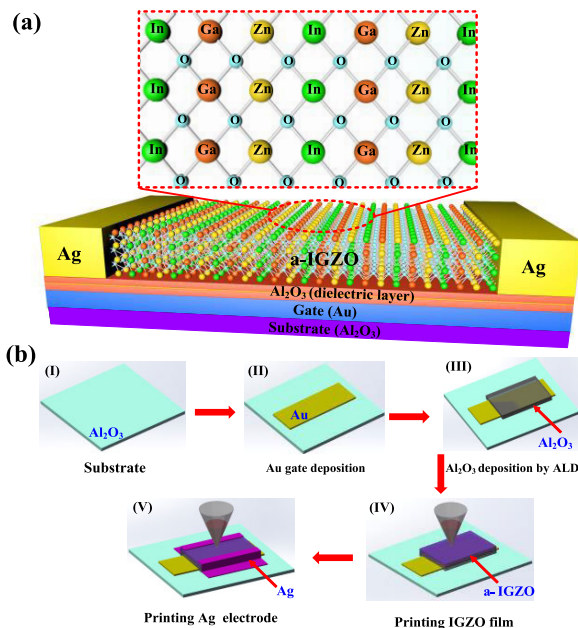 (a)
In Ga Zn In Ga Zn In
O O O O O O
In Ga Zn In Ga Zn In
O O O O O O
In Ga Zn In Ga Zn In
O O O O O O
Ag a-IGZO Ag
Al₂O₃ (dielectric layer)
Gate (Au)
Substrate (Al₂O₃)
(b)
(I) (II) (III)
Al₂O₃ Au Al₂O₃
Substrate Au gate deposition Al₂O₃ deposition by ALD
(V) (IV)
Ag a- IGZO
Printing Ag electrode Printing IGZO film